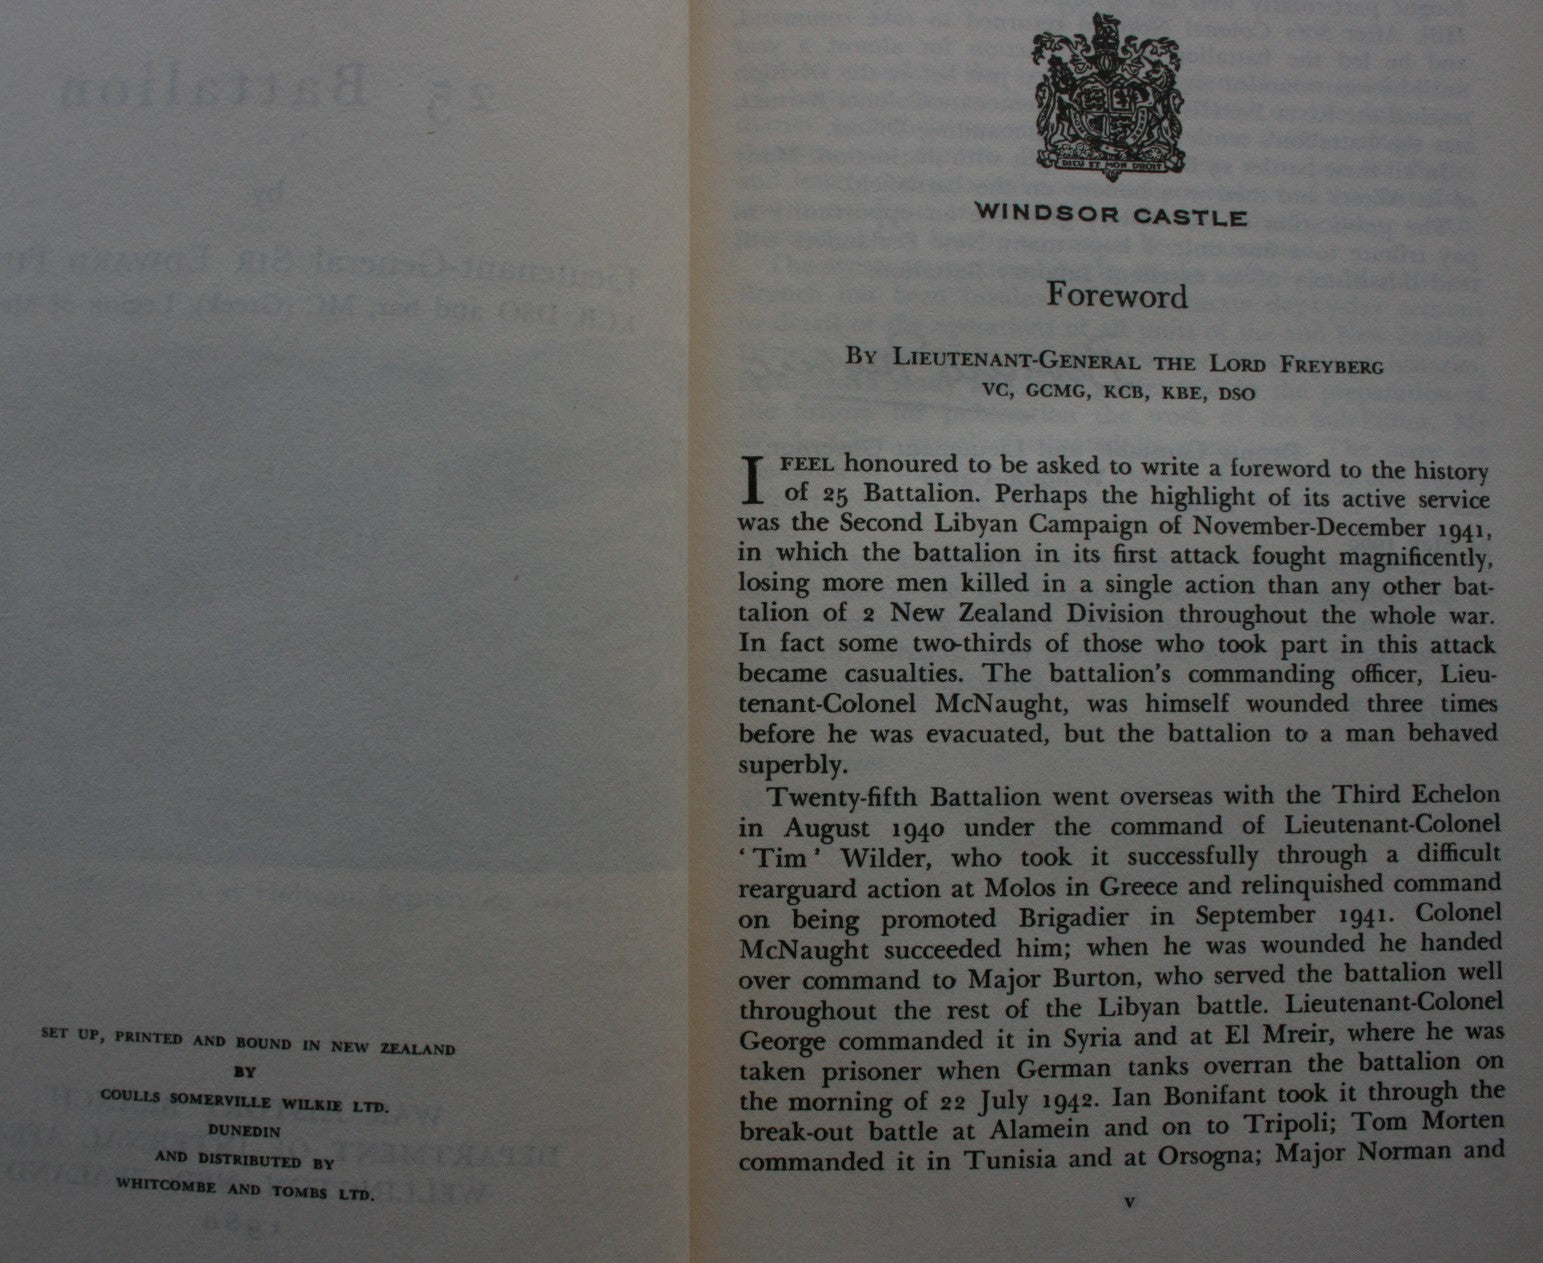 SET UP, PRINTED AND BOUND IN NEW ZEALAND
BY
COULLS SOMERVILLE WILKIE LTD.
DUNEDIN
AND DISTRIBUTED BY
WHITCOMBE AND TOMBS LTD.
DIEU ET MON DROIT
WINDSOR CASTLE
Foreword
BY LIEUTENANT-GENERAL THE LORD FREYBERG
VC, GCMG, KCB, KBE, DSO
I FEEL honoured to be asked to write a foreword to the history
of 25 Battalion. Perhaps the highlight of its active service
was the Second Libyan Campaign of November-December 1941,
in which the battalion in its first attack fought magnificently,
losing more men killed in a single action than any other bat-
talion of 2 New Zealand Division throughout the whole war.
In fact some two-thirds of those who took part in this attack
became casualties. The battalion's commanding officer, Lieu-
tenant-Colonel McNaught, was himself wounded three times
before he was evacuated, but the battalion to a man behaved
superbly.
Twenty-fifth Battalion went overseas with the Third Echelon
in August 1940 under the command of Lieutenant-Colonel
‘Tim’ Wilder, who took it successfully through a difficult
rearguard action at Molos in Greece and relinquished command
on being promoted Brigadier in September 1941. Colonel
McNaught succeeded him; when he was wounded he handed
over command to Major Burton, who served the battalion well
throughout the rest of the Libyan battle. Lieutenant-Colonel
George commanded it in Syria and at El Mreir, where he was
taken prisoner when German tanks overran the battalion on
the morning of 22 July 1942. Ian Bonifant took it through the
break-out battle at Alamein and on to Tripoli; Tom Morten
commanded it in Tunisia and at Orsogna; Major Norman and
v